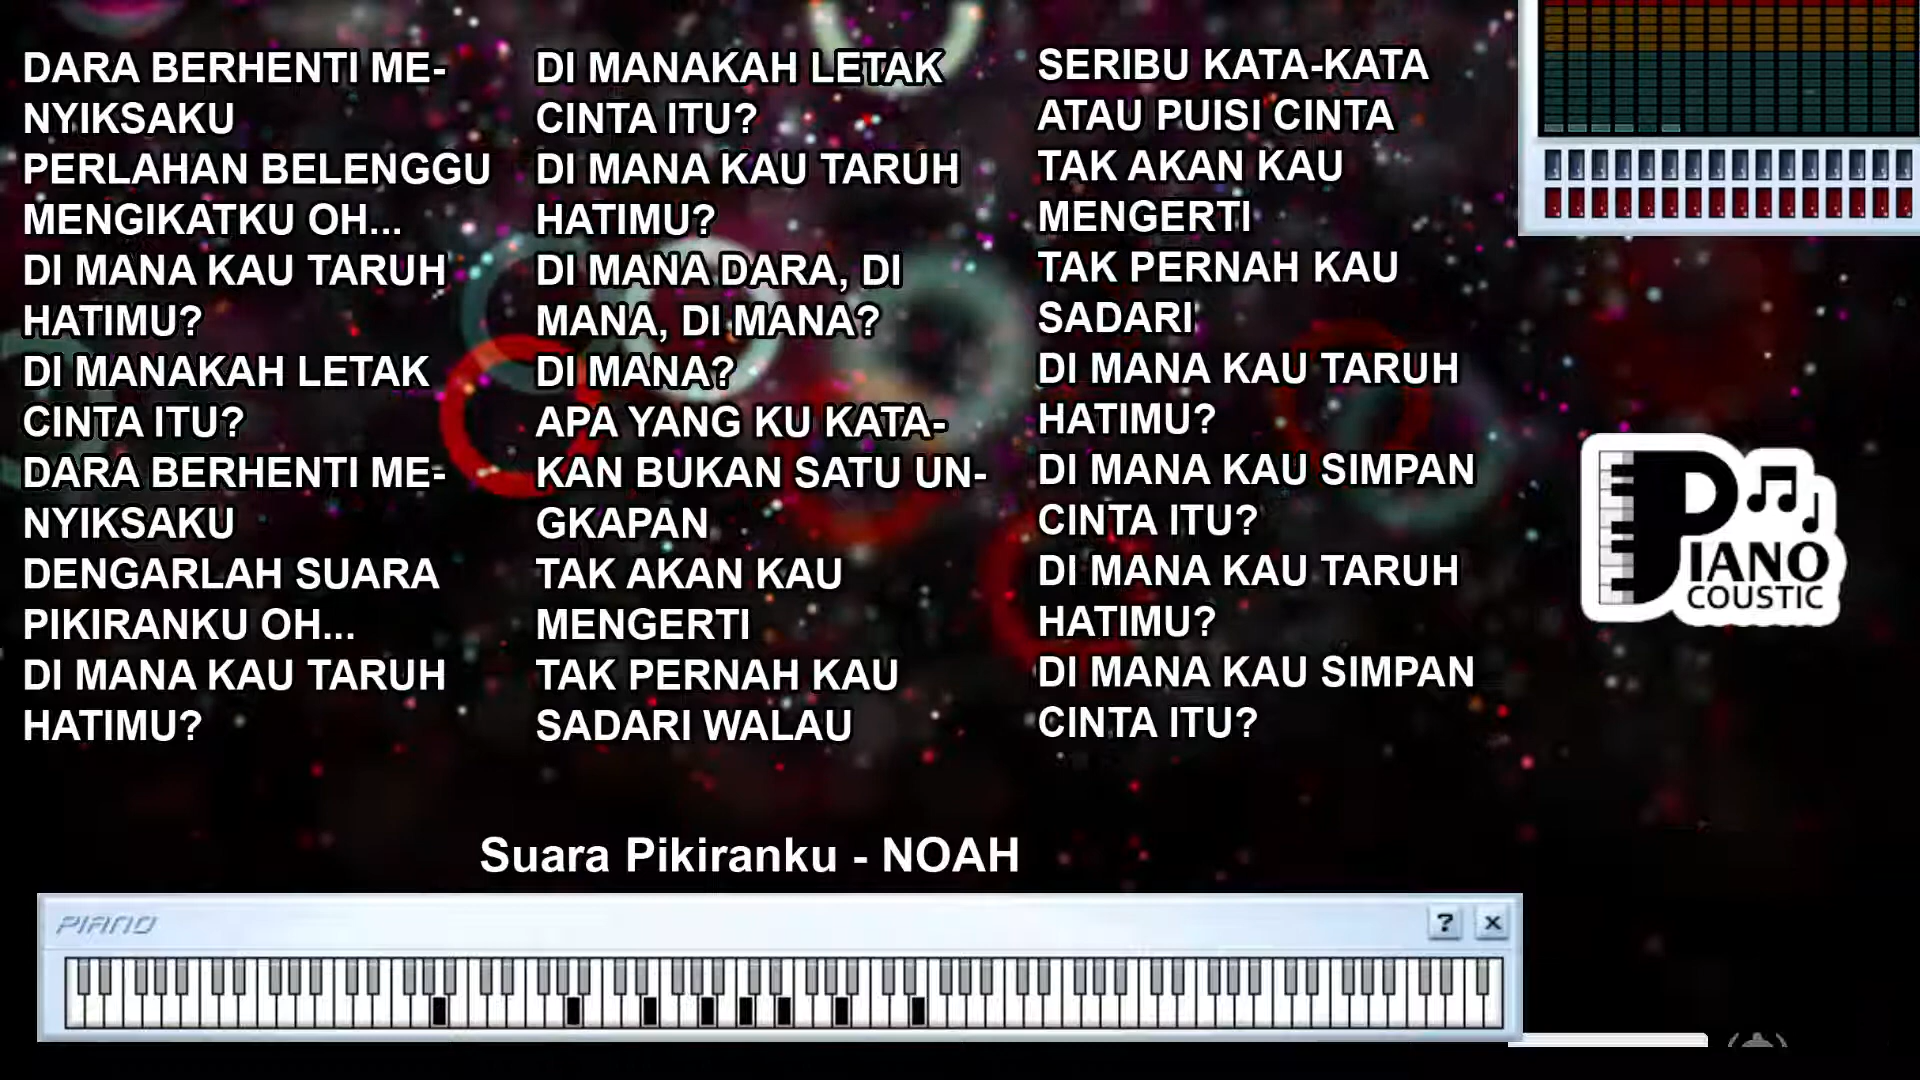 DARA BERHENTI ME-
NYIKSAKU
PERLAHAN BELENGGU
MENGIKATKU OH...
DI MANA KAU TARUH
HATIMU?
DI MANAKAH LETAK
CINTA ITU?
DARA BERHENTI ME-
NYIKSAKU
DENGARLAH SUARA
PIKIRANKU OH...
DI MANA KAU TARUH
HATIMU?
DI MANAKAH LETAK
CINTA ITU?
DI MANA KAU TARUH
HATIMU?
DI MANA DARA, DI
MANA, DI MANA?
DI MANA?
APA YANG KU KATA-
KAN BUKAN SATU UN-
GKAPAN
TAK AKAN KAU
MENGERTI
TAK PERNAH KAU
SADARI WALAU
SERIBU KATA-KATA
ATAU PUISI CINTA
TAK AKAN KAU
MENGERTI
TAK PERNAH KAU
SADARI
DI MANA KAU TARUH
HATIMU?
DI MANA KAU SIMPAN
CINTA ITU?
DI MANA KAU TARUH
HATIMU?
DI MANA KAU SIMPAN
CINTA ITU?
PIANO
COUSTIC
Suara Pikiranku - NOAH
PIANO
? x